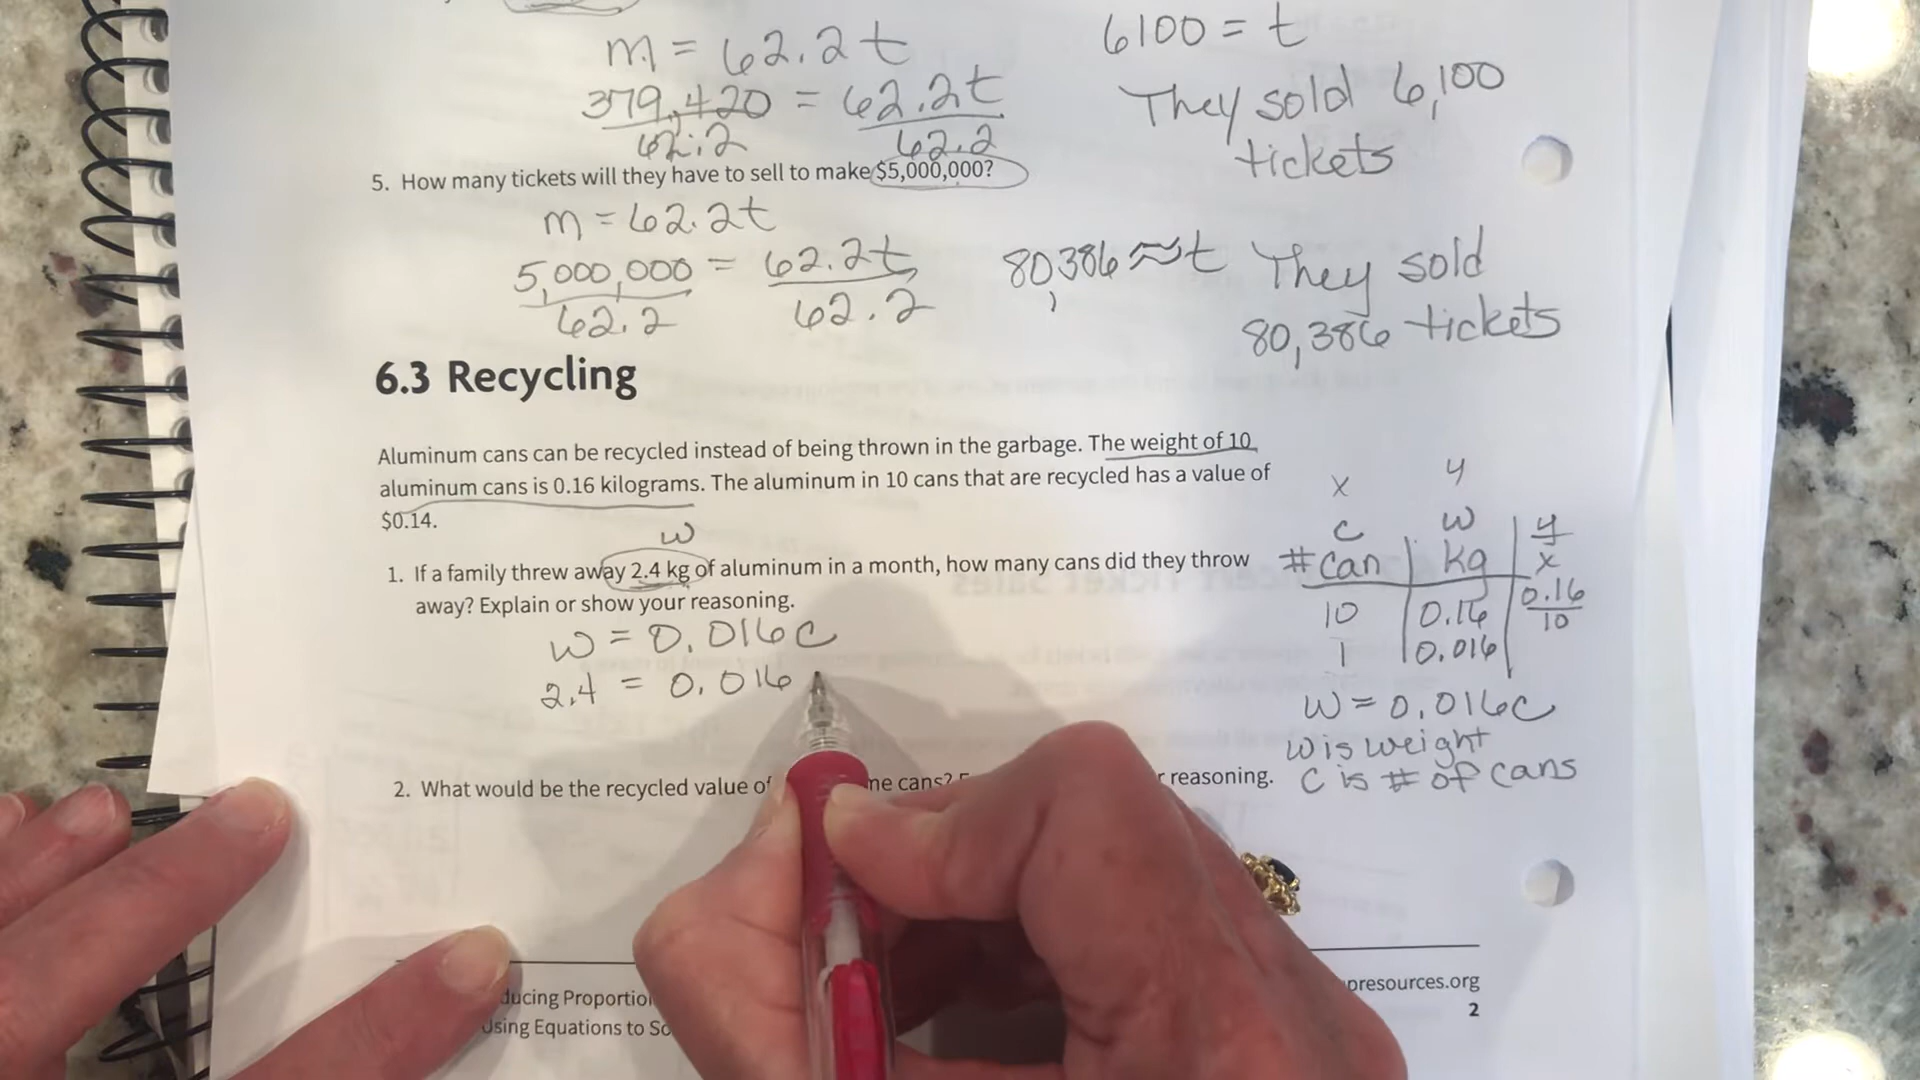 m = 62.2t
379,420 = 62.2t
62.2 62.2
6100 = t
They sold 6,100
tickets
5. How many tickets will they have to sell to make $5,000,000?
m = 62.2t
5,000,000 = 62.2t
62.2 62.2
80,386 ≈ t They sold
80,386 tickets
6.3 Recycling
Aluminum cans can be recycled instead of being thrown in the garbage. The weight of 10
aluminum cans is 0.16 kilograms. The aluminum in 10 cans that are recycled has a value of
$0.14.
w
1. If a family threw away 2.4 kg of aluminum in a month, how many cans did they throw
away? Explain or show your reasoning.
w = 0.016c
2.4 = 0.016
x y
c w y
#can kg x
10 0.16 0.16
10
1 0.016
w = 0.016c
w is weight
c is # of cans
2. What would be the recycled value of me cans? reasoning.
ducing Proportio
Using Equations to So
presources.org
2